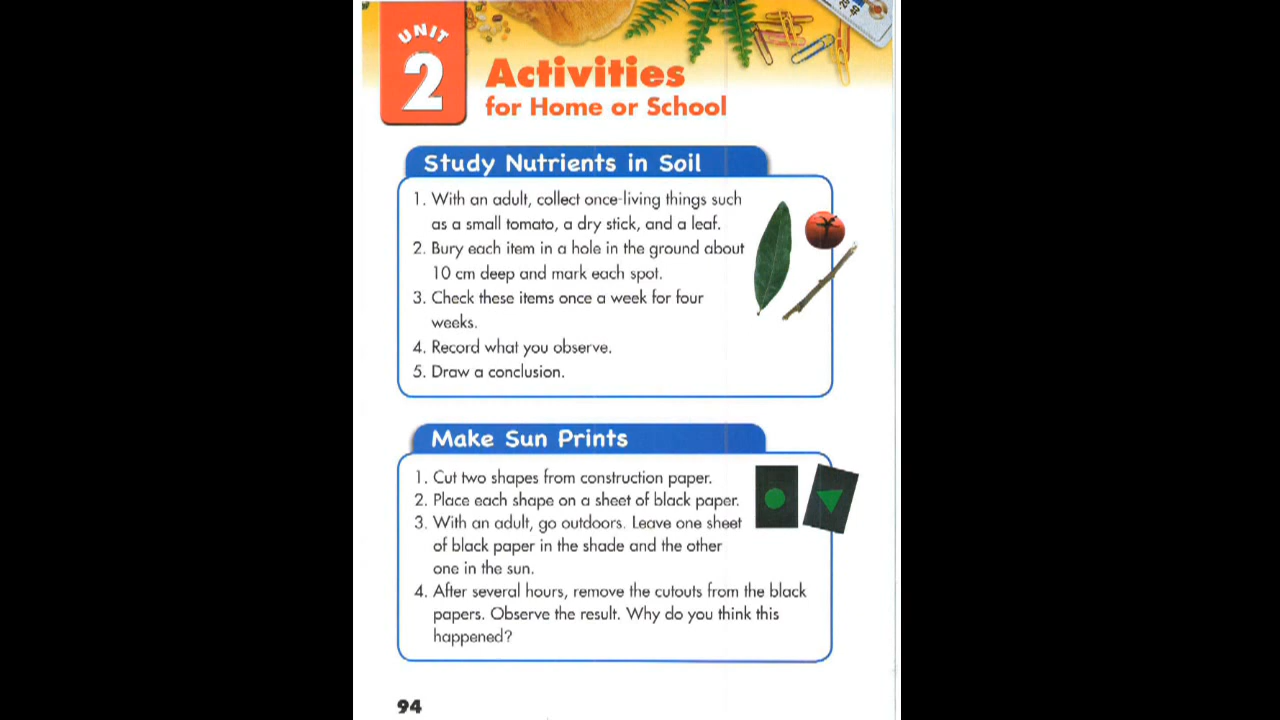 UNIT
2
Activities
for Home or School
Study Nutrients in Soil
1. With an adult, collect once-living things such
as a small tomato, a dry stick, and a leaf.
2. Bury each item in a hole in the ground about
10 cm deep and mark each spot.
3. Check these items once a week for four
weeks.
4. Record what you observe.
5. Draw a conclusion.
Make Sun Prints
1. Cut two shapes from construction paper.
2. Place each shape on a sheet of black paper.
3. With an adult, go outdoors. Leave one sheet
of black paper in the shade and the other
one in the sun.
4. After several hours, remove the cutouts from the black
papers. Observe the result. Why do you think this
happened?
94